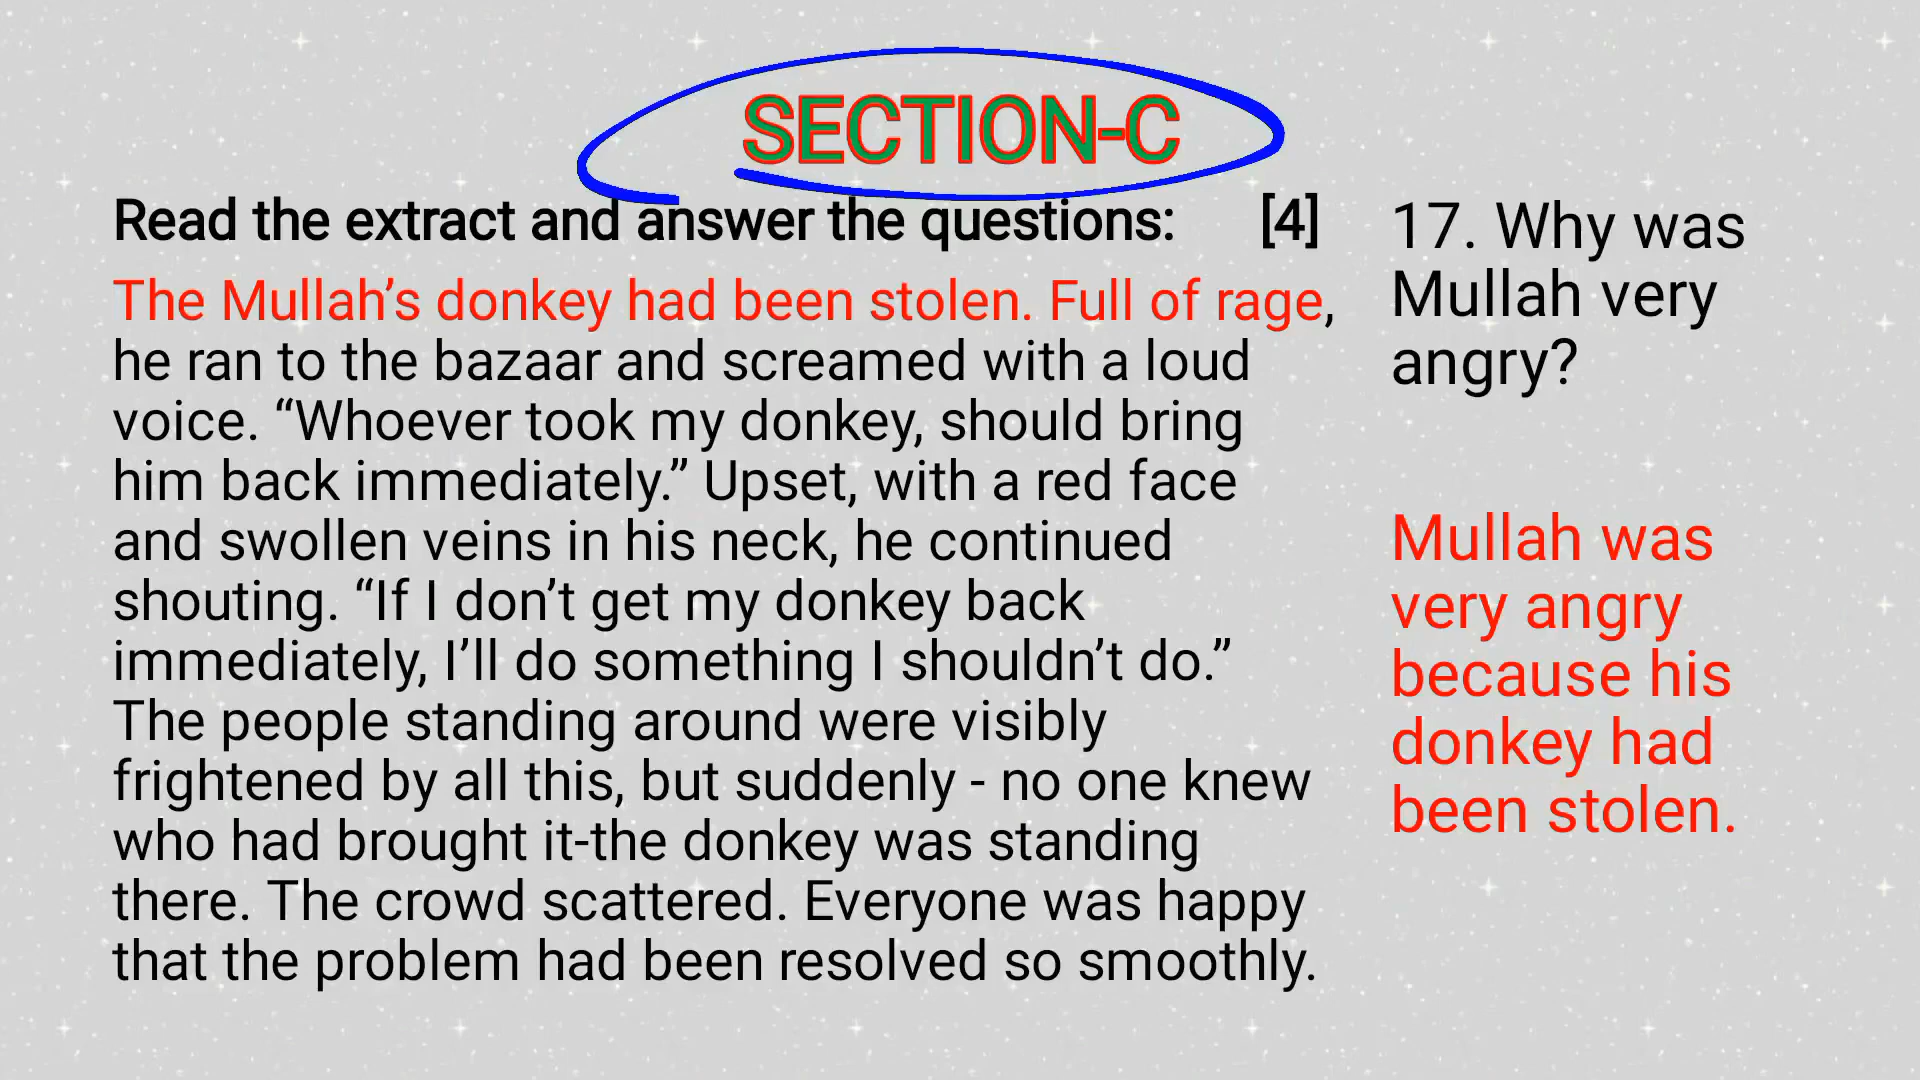 SECTION-C
Read the extract and answer the questions: [4]
The Mullah’s donkey had been stolen. Full of rage,
he ran to the bazaar and screamed with a loud
voice. “Whoever took my donkey, should bring
him back immediately.” Upset, with a red face
and swollen veins in his neck, he continued
shouting. “If I don’t get my donkey back
immediately, I’ll do something I shouldn’t do.”
The people standing around were visibly
frightened by all this, but suddenly - no one knew
who had brought it-the donkey was standing
there. The crowd scattered. Everyone was happy
that the problem had been resolved so smoothly.
17. Why was
Mullah very
angry?
Mullah was
very angry
because his
donkey had
been stolen.